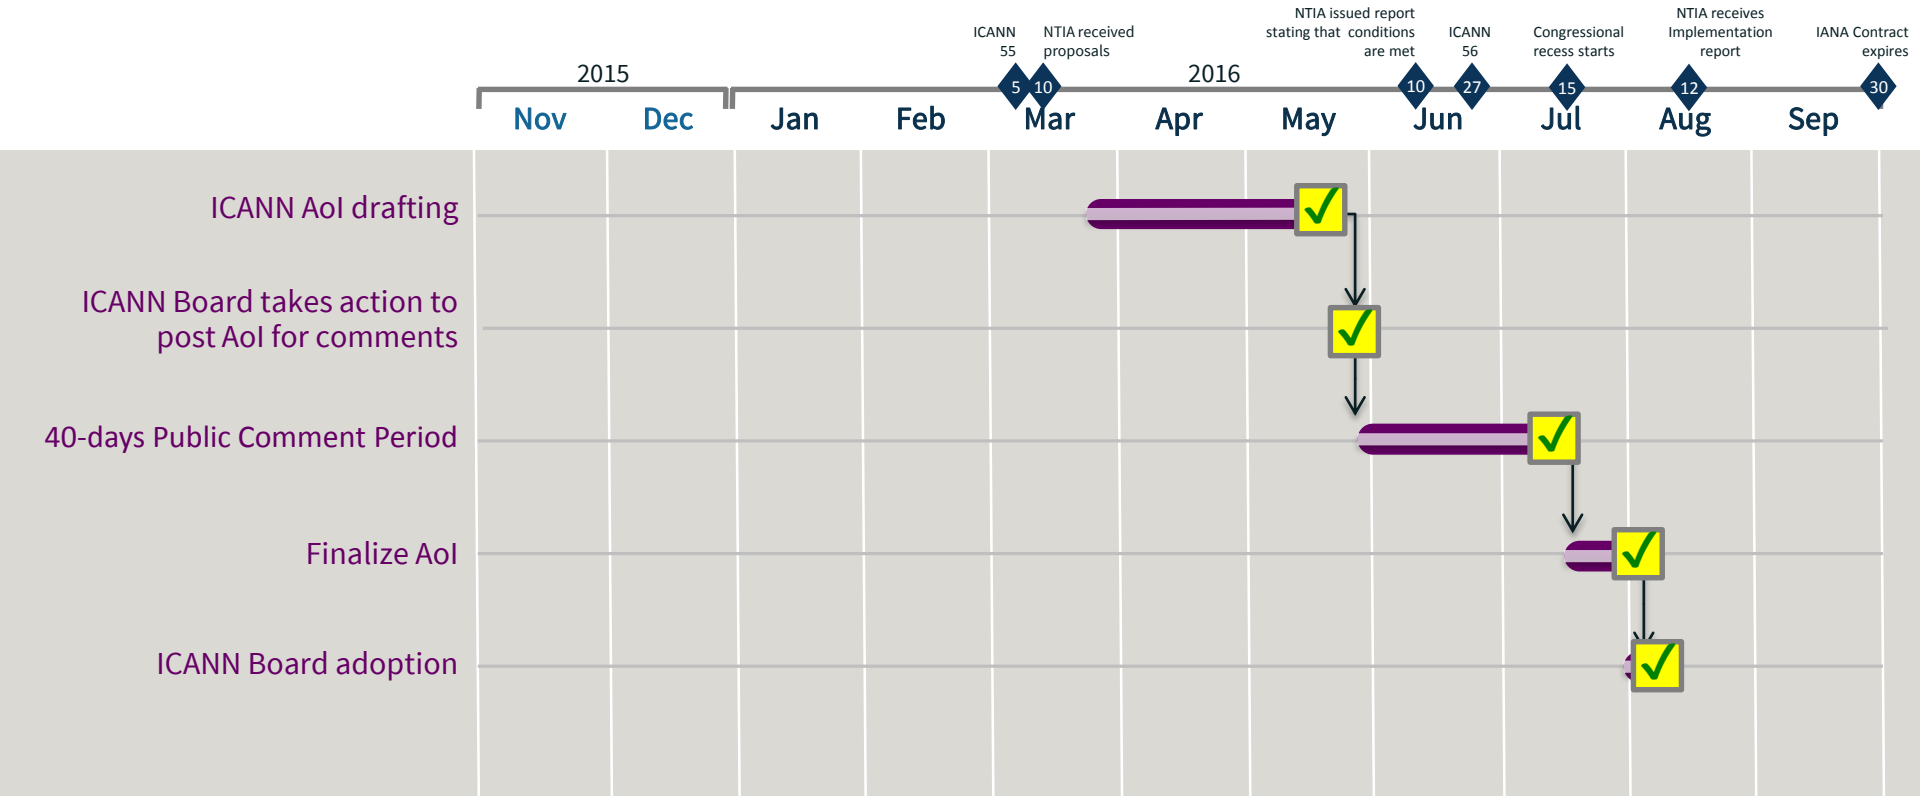 ICANN
55
NTIA received
proposals
NTIA issued report
stating that conditions
are met
ICANN
56
Congressional
recess starts
NTIA receives
Implementation
report
IANA Contract
expires
2015
2016
5
10
10
27
15
12
30
Nov
Dec
Jan
Feb
Mar
Apr
May
Jun
Jul
Aug
Sep
ICANN AoI drafting
ICANN Board takes action to
post AoI for comments
40-days Public Comment Period
Finalize AoI
ICANN Board adoption